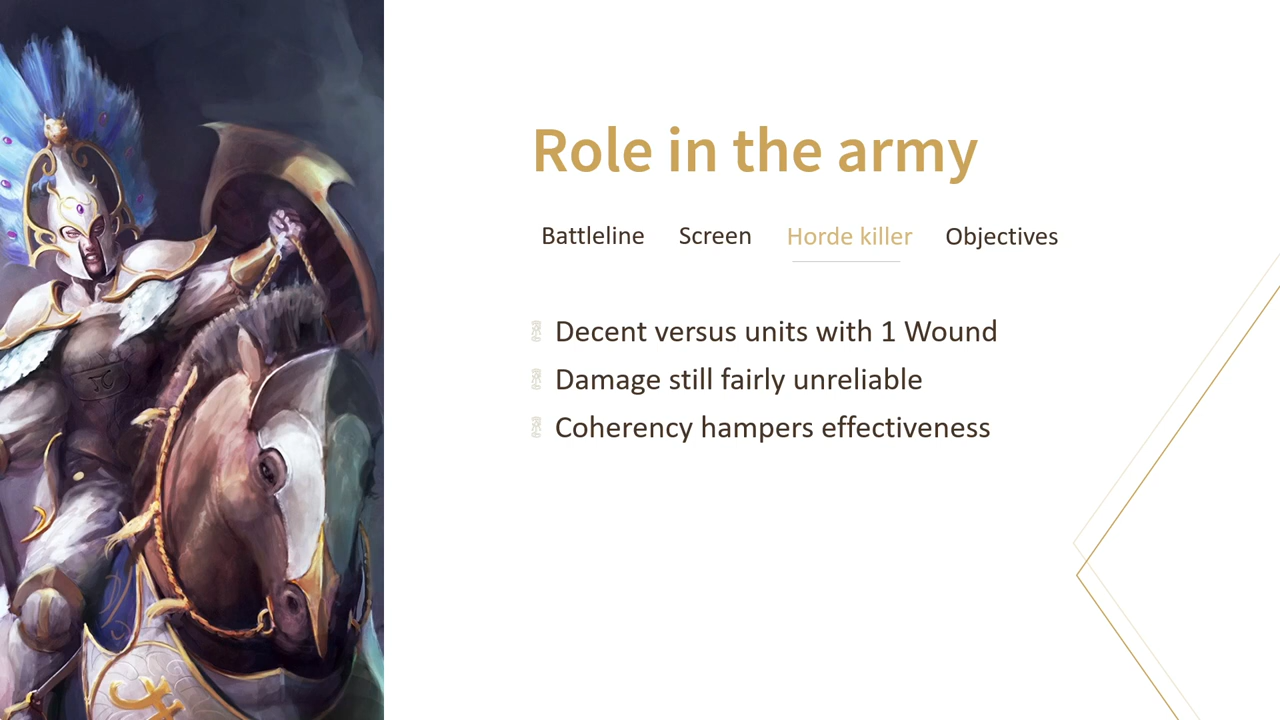 Role in the army
Battleline Screen Horde killer Objectives
Decent versus units with 1 Wound
Damage still fairly unreliable
Coherency hampers effectiveness